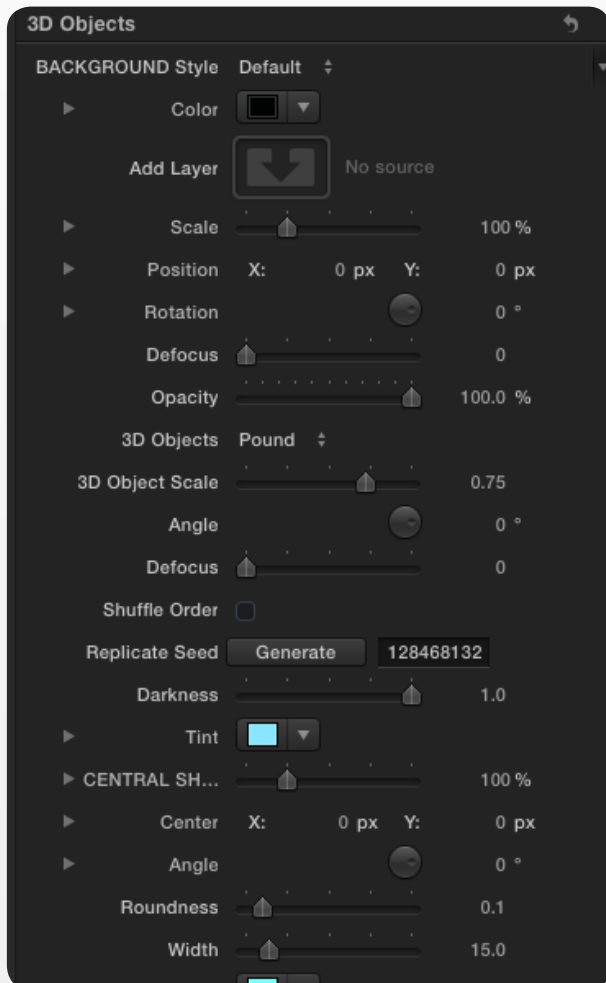 3D Objects
BACKGROUND Style Default
Color
Add Layer No source
Scale 100 %
Position X: 0 px Y: 0 px
Rotation 0 °
Defocus 0
Opacity 100.0 %
3D Objects Pound
3D Object Scale 0.75
Angle 0 °
Defocus 0
Shuffle Order
Replicate Seed Generate 128468132
Darkness 1.0
Tint
CENTRAL SH... 100 %
Center X: 0 px Y: 0 px
Angle 0 °
Roundness 0.1
Width 15.0